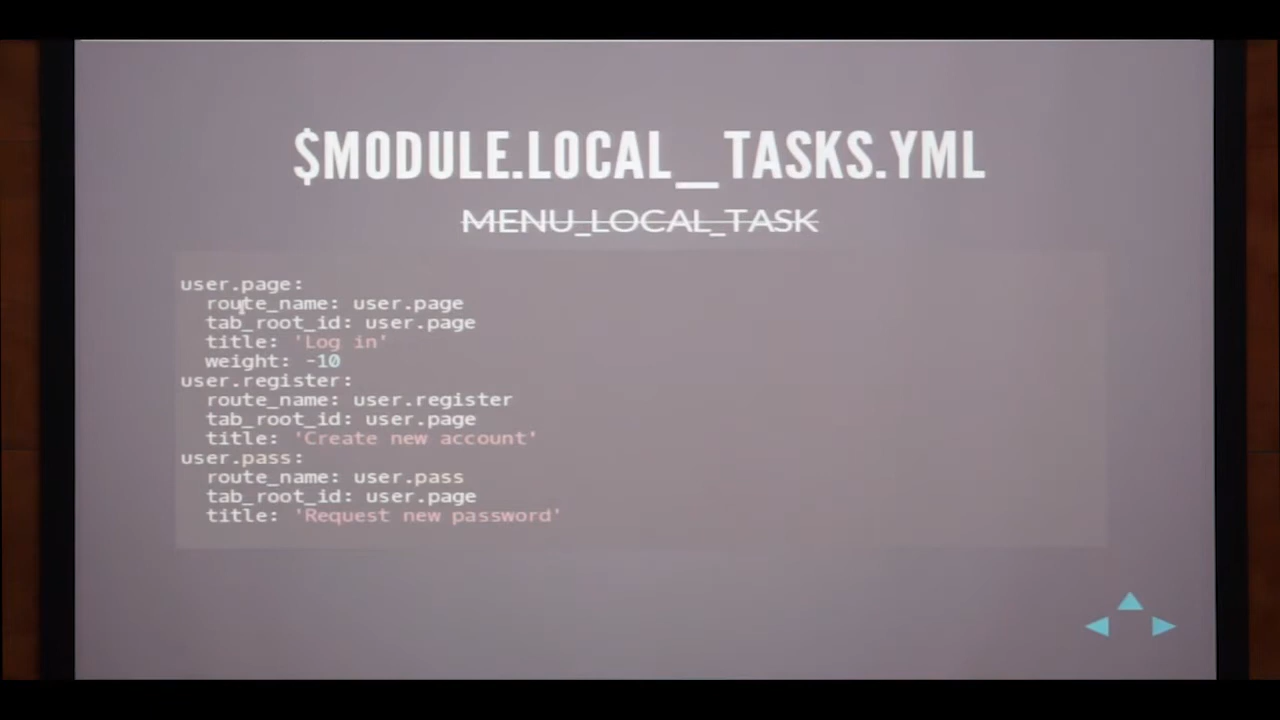 $MODULE.LOCAL_TASKS.YML
MENU_LOCAL_TASK
user.page:
  route_name: user.page
  tab_root_id: user.page
  title: 'Log in'
  weight: -10
user.register:
  route_name: user.register
  tab_root_id: user.page
  title: 'Create new account'
user.pass:
  route_name: user.pass
  tab_root_id: user.page
  title: 'Request new password'